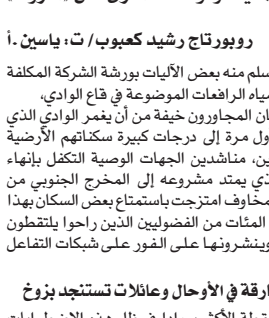 روبورتاج رشيد كعبوب/ ت: ياسين.أ
سلم منه بعض الآليات بورشة الشركة المكلفة
مياه الرافعات الموضوعة في قاع الوادي،
ان المجاورون خيفة من أن يغمر الوادي الذي
ول مرة إلى درجات كبيرة سكناتهم الأرضية
ين، مناشدين الجهات الوصية التكفل بإنهاء
ذي يمتد مشروعه إلى المخرج الجنوبي من
مخاوف امتزجت باستمتاع بعض السكان بهذا
المئات من الفضوليين الذين راحوا يلتقطون
وينشرونها على الفور على شبكات التفاعل
ارقة في الأوحال وعائلات تستنجد بزوخ